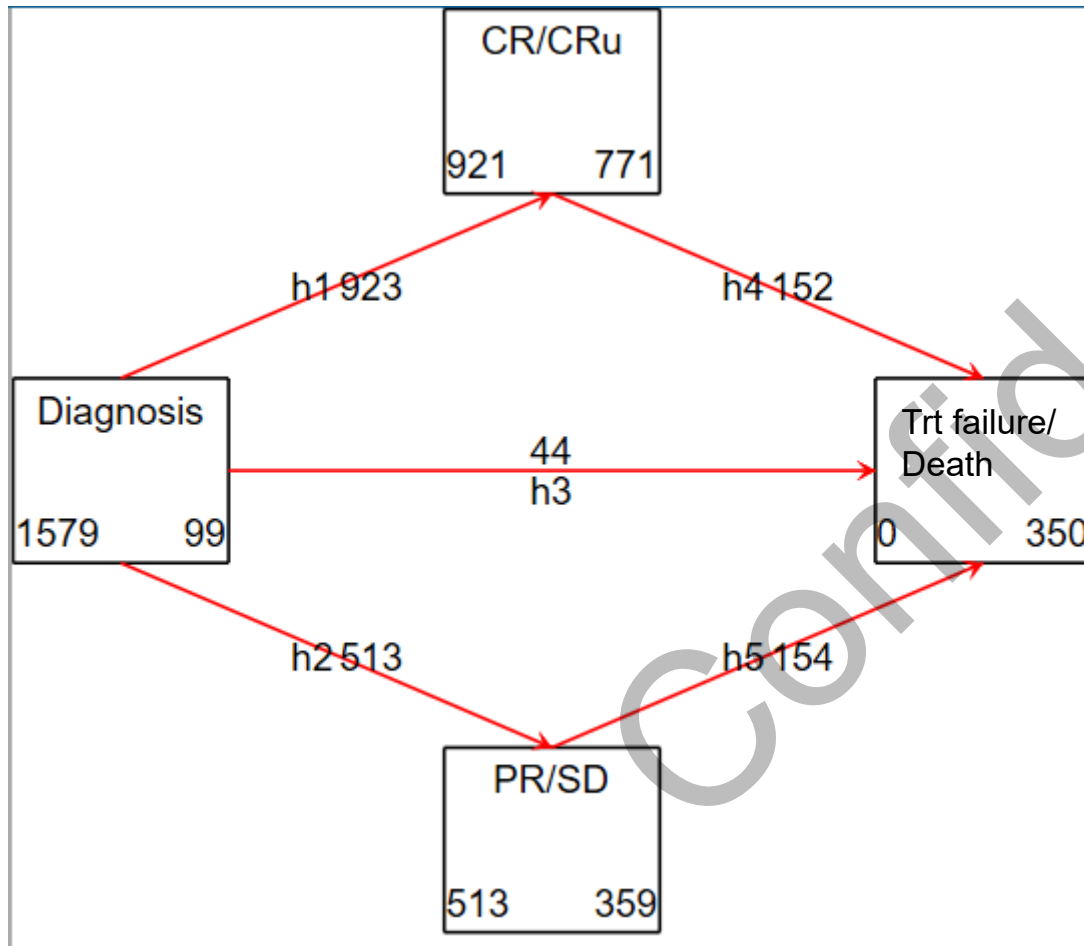 CR/CRu
921 771
h1 923
h4 152
Diagnosis
1579 99
44
h3
Trt failure/
Death
0 350
h2 513
h5 154
PR/SD
513 359
Confid